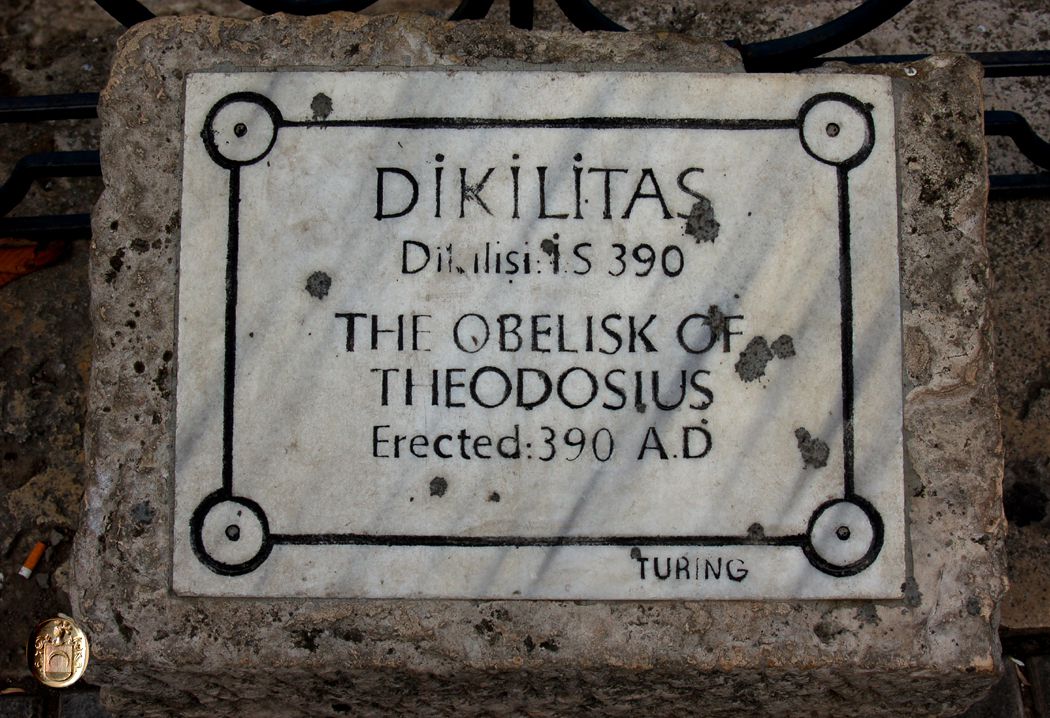 DİKİLİTAŞ
Dikilişi: İ.S 390
THE OBELISK OF
THEODOSIUS
Erected: 390 A.D
TURING